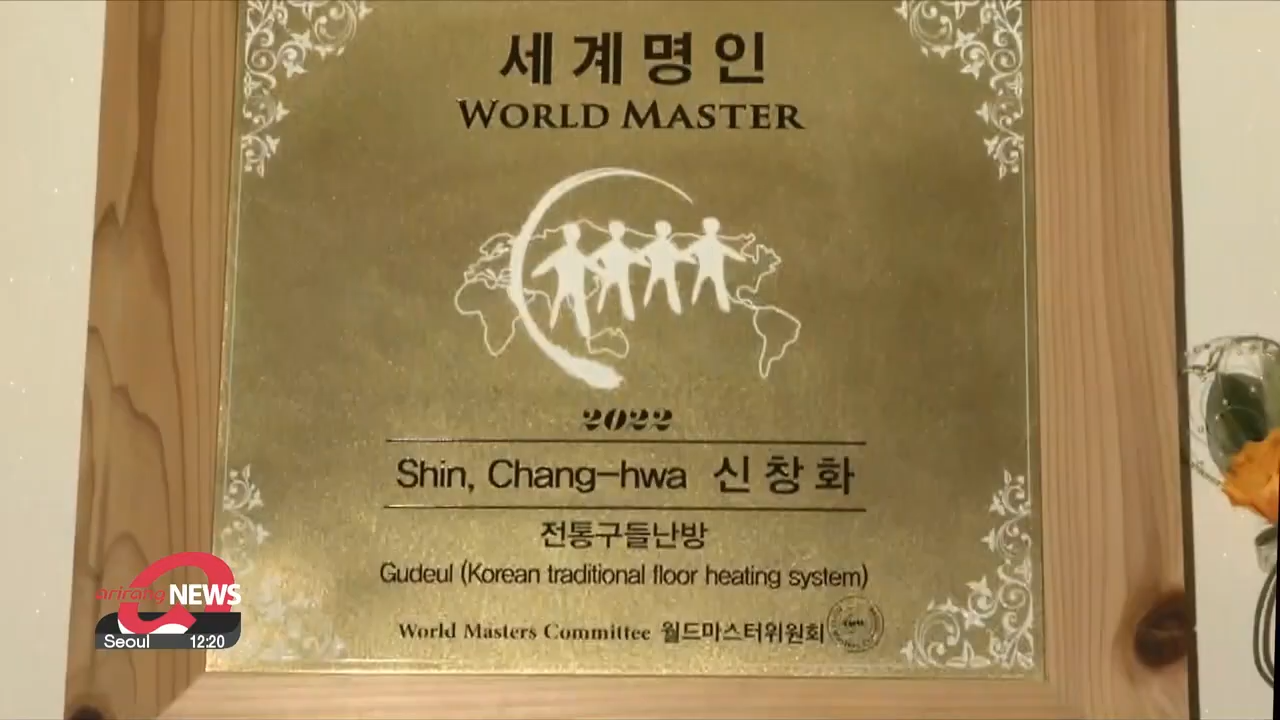 세계명인
WORLD MASTER
2022
Shin, Chang-hwa 신창화
전통구들난방
Gudeul (Korean traditional floor heating system)
World Masters Committee 월드마스터위원회
arirang NEWS
Seoul 12:20